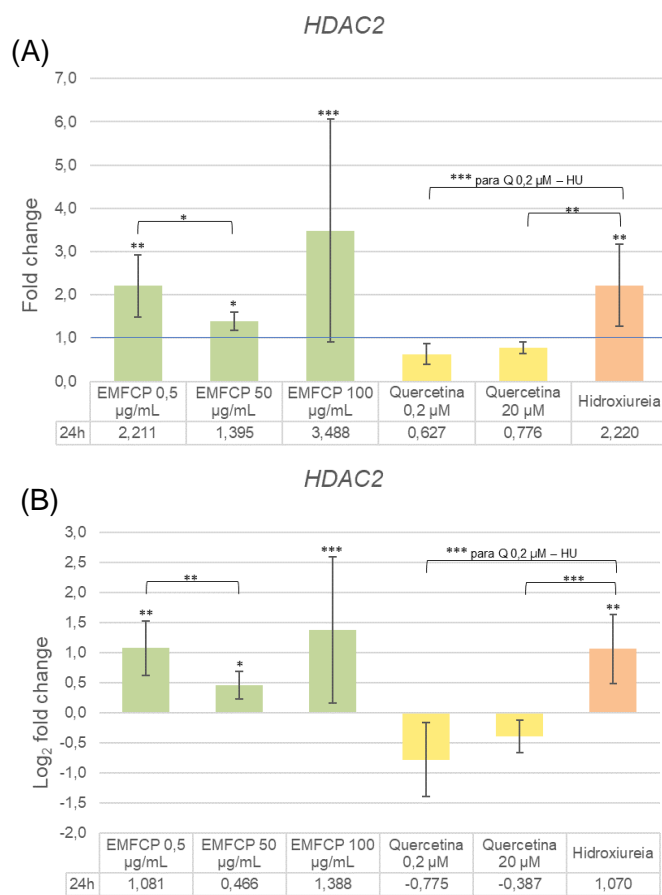 HDAC2
(A)
Fold change
7,0
6,0
5,0
4,0
3,0
2,0
1,0
0,0
***
*** para Q 0,2 µM – HU
*
**
**
**
*
EMFCP 0,5 µg/mL EMFCP 50 µg/mL EMFCP 100 µg/mL Quercetina 0,2 µM Quercetina 20 µM Hidroxiureia
24h 2,211 1,395 3,488 0,627 0,776 2,220
HDAC2
(B)
Log2 fold change
3,0
2,5
2,0
1,5
1,0
0,5
0,0
-0,5
-1,0
-1,5
-2,0
***
*** para Q 0,2 µM – HU
**
***
**
**
*
EMFCP 0,5 µg/mL EMFCP 50 µg/mL EMFCP 100 µg/mL Quercetina 0,2 µM Quercetina 20 µM Hidroxiureia
24h 1,081 0,466 1,388 -0,775 -0,387 1,070